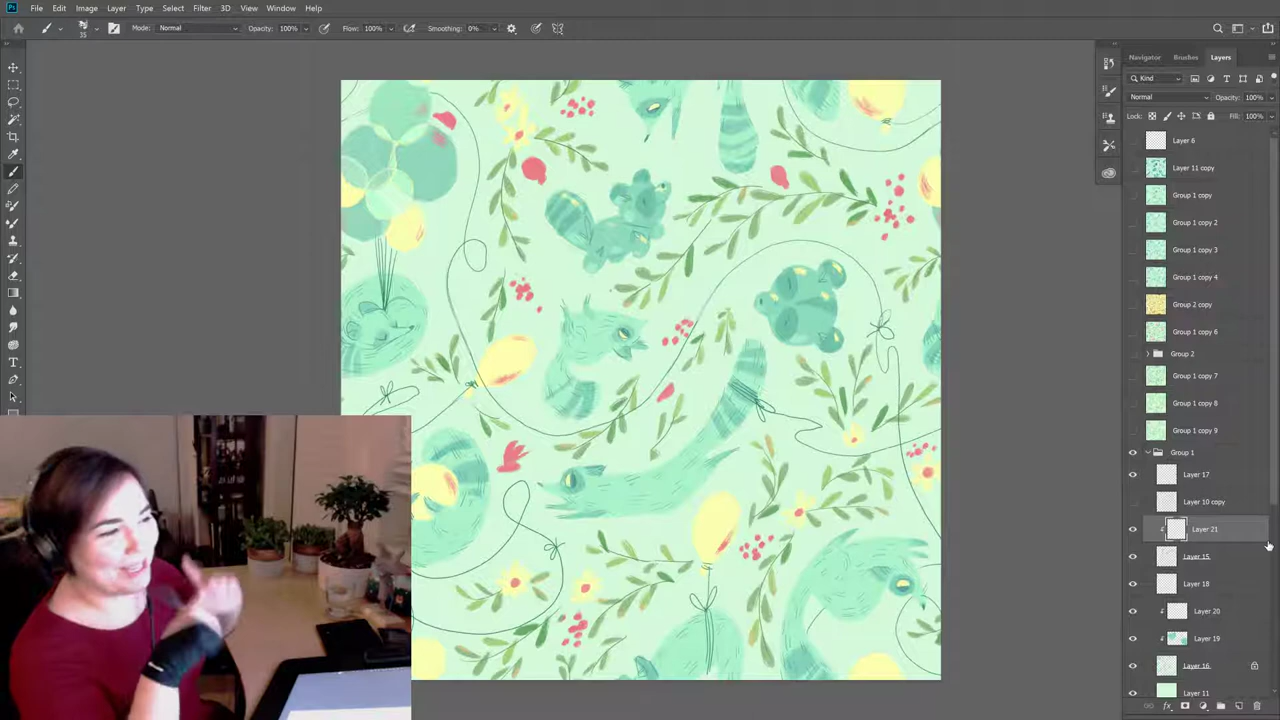 Ps File Edit Image Layer Type Select Filter 3D View Window Help
35 Mode: Normal Opacity: 100% Flow: 100% Smoothing: 0%
Navigator Brushes Layers
Kind
Normal Opacity: 100%
Lock: Fill: 100%
Layer 6
Layer 11 copy
Group 1 copy
Group 1 copy 2
Group 1 copy 3
Group 1 copy 4
Group 2 copy
Group 1 copy 6
Group 2
Group 1 copy 7
Group 1 copy 8
Group 1 copy 9
Group 1
Layer 17
Layer 10 copy
Layer 21
Layer 15
Layer 18
Layer 20
Layer 19
Layer 16
Layer 11
fx